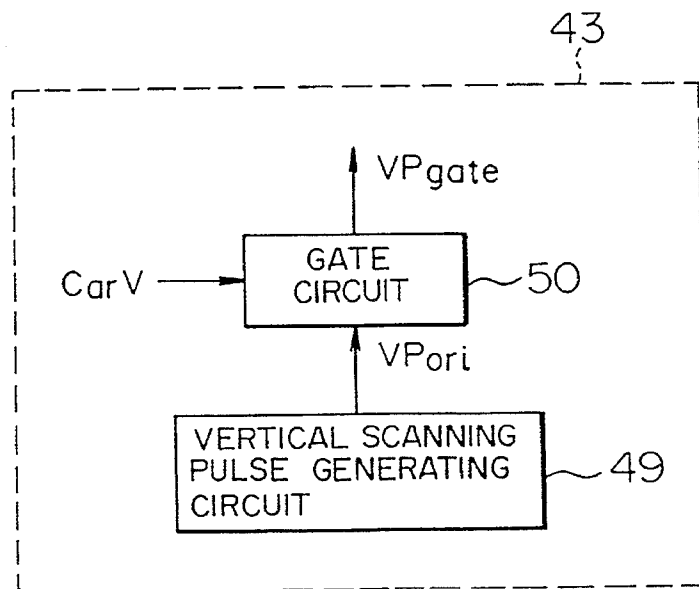 43
VPgate
GATE
CIRCUIT
CarV
50
VPori
VERTICAL SCANNING
PULSE GENERATING
CIRCUIT
49